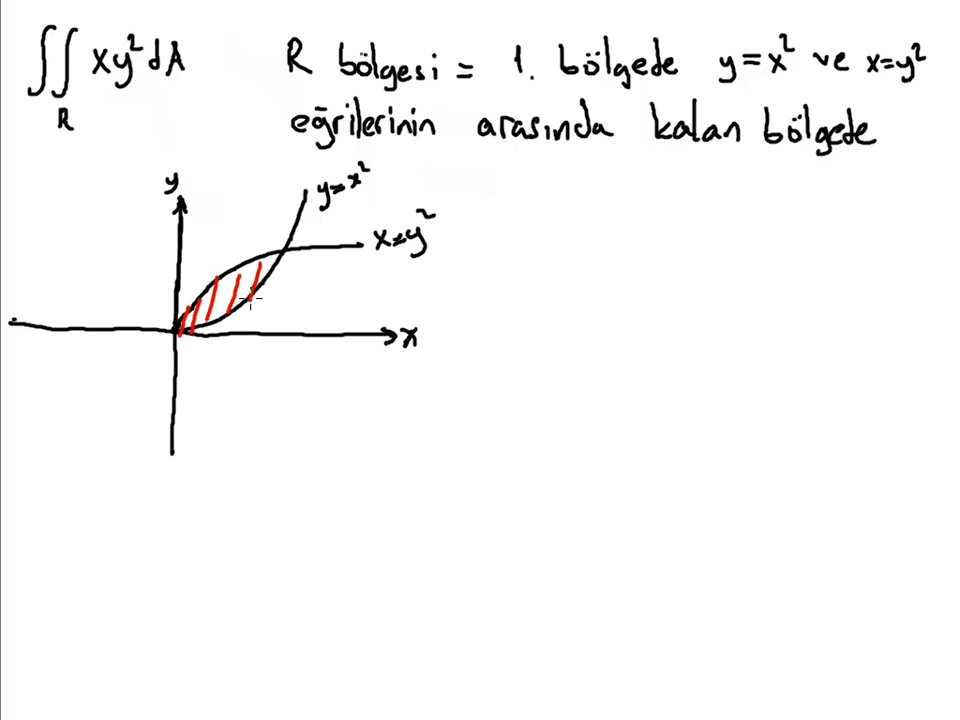 ∬ xy² dA R bölgesi = 1. bölgede y = x² ve x = y²
R eğrilerinin arasında kalan bölgede
y
y = x²
x = y²
x